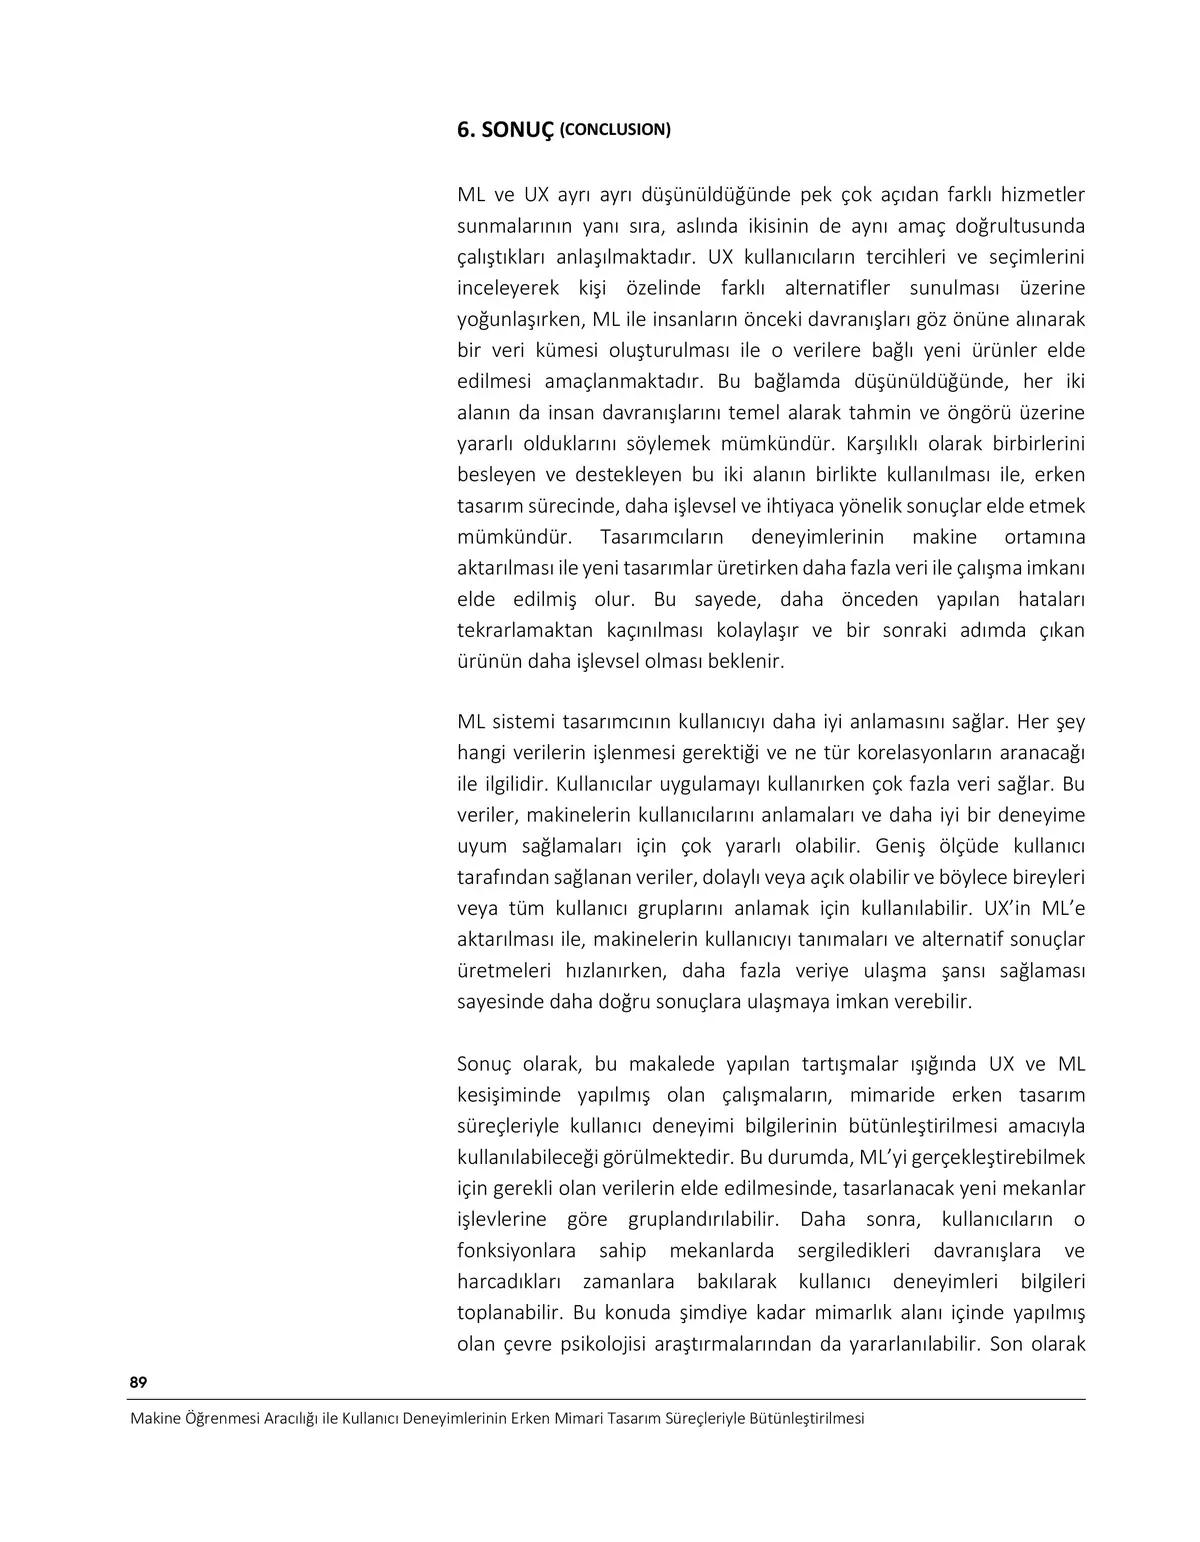 6. SONUÇ (CONCLUSION)
ML ve UX ayrı ayrı düşünüldüğünde pek çok açıdan farklı hizmetler
sunmalarının yanı sıra, aslında ikisinin de aynı amaç doğrultusunda
çalıştıkları anlaşılmaktadır. UX kullanıcıların tercihleri ve seçimlerini
inceleyerek kişi özelinde farklı alternatifler sunulması üzerine
yoğunlaşırken, ML ile insanların önceki davranışları göz önüne alınarak
bir veri kümesi oluşturulması ile o verilere bağlı yeni ürünler elde
edilmesi amaçlanmaktadır. Bu bağlamda düşünüldüğünde, her iki
alanın da insan davranışlarını temel alarak tahmin ve öngörü üzerine
yararlı olduklarını söylemek mümkündür. Karşılıklı olarak birbirlerini
besleyen ve destekleyen bu iki alanın birlikte kullanılması ile, erken
tasarım sürecinde, daha işlevsel ve ihtiyaca yönelik sonuçlar elde etmek
mümkündür. Tasarımcıların deneyimlerinin makine ortamına
aktarılması ile yeni tasarımlar üretirken daha fazla veri ile çalışma imkanı
elde edilmiş olur. Bu sayede, daha önceden yapılan hataları
tekrarlamaktan kaçınılması kolaylaşır ve bir sonraki adımda çıkan
ürünün daha işlevsel olması beklenir.
ML sistemi tasarımcının kullanıcıyı daha iyi anlamasını sağlar. Her şey
hangi verilerin işlenmesi gerektiği ve ne tür korelasyonların aranacağı
ile ilgilidir. Kullanıcılar uygulamayı kullanırken çok fazla veri sağlar. Bu
veriler, makinelerin kullanıcılarını anlamaları ve daha iyi bir deneyime
uyum sağlamaları için çok yararlı olabilir. Geniş ölçüde kullanıcı
tarafından sağlanan veriler, dolaylı veya açık olabilir ve böylece bireyleri
veya tüm kullanıcı gruplarını anlamak için kullanılabilir. UX’in ML’e
aktarılması ile, makinelerin kullanıcıyı tanımaları ve alternatif sonuçlar
üretmeleri hızlanırken, daha fazla veriye ulaşma şansı sağlaması
sayesinde daha doğru sonuçlara ulaşmaya imkan verebilir.
Sonuç olarak, bu makalede yapılan tartışmalar ışığında UX ve ML
kesişiminde yapılmış olan çalışmaların, mimaride erken tasarım
süreçleriyle kullanıcı deneyimi bilgilerinin bütünleştirilmesi amacıyla
kullanılabileceği görülmektedir. Bu durumda, ML’yi gerçekleştirebilmek
için gerekli olan verilerin elde edilmesinde, tasarlanacak yeni mekanlar
işlevlerine göre gruplandırılabilir. Daha sonra, kullanıcıların o
fonksiyonlara sahip mekanlarda sergiledikleri davranışlara ve
harcadıkları zamanlara bakılarak kullanıcı deneyimleri bilgileri
toplanabilir. Bu konuda şimdiye kadar mimarlık alanı içinde yapılmış
olan çevre psikolojisi araştırmalarından da yararlanılabilir. Son olarak
89
Makine Öğrenmesi Aracılığı ile Kullanıcı Deneyimlerinin Erken Mimari Tasarım Süreçleriyle Bütünleştirilmesi